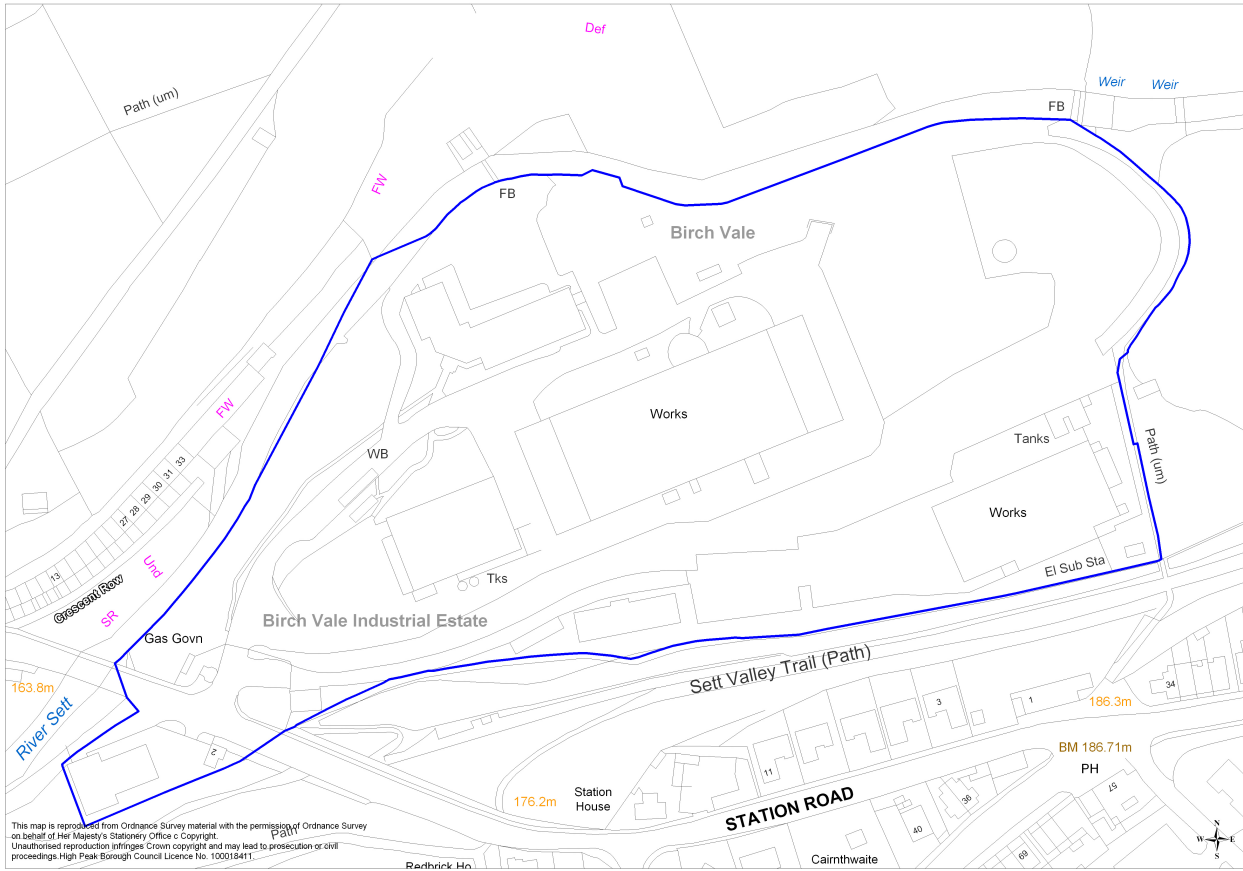 Def
Weir Weir
Path (um)
FB
FW
FB
Birch Vale
FW
Works
Tanks
WB
Path (um)
33
31
30
29
28
27
Works
13
Und
El Sub Sta
Tks
Crescent Row
SR
Birch Vale Industrial Estate
Gas Govn
Sett Valley Trail (Path)
163.8m
34
3
1
186.3m
River Sett
2
BM 186.71m
11
PH
57
176.2m
Station
House
STATION ROAD
36
40
69
Path
Cairnthwaite
Redbrick Ho
N
W E
S
This map is reproduced from Ordnance Survey material with the permission of Ordnance Survey
on behalf of Her Majesty's Stationery Office c Copyright.
Unauthorised reproduction infringes Crown copyright and may lead to prosecution or civil
proceedings.High Peak Borough Council Licence No. 100018411.